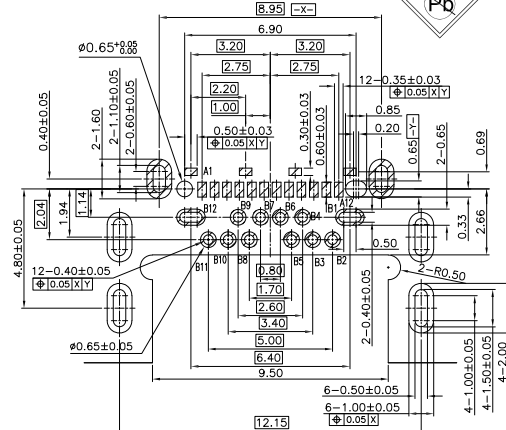 8.95 -X-
Pb
6.90
ø0.65+0.05 0.00
3.20 3.20
2.75 2.75
12-0.35±0.03
⌖ 0.05 X Y
2.20
1.00
0.85
0.20
0.50±0.03
⌖ 0.05 X Y
0.30±0.03
0.60±0.03
0.65 -Y-
2-0.65
0.69
0.40±0.05
2-1.60
2-1.10±0.05
2-0.60±0.05
A1
A12
B12 B9 B7 B6 B4 B1
4.80±0.05
2.04
1.94
1.14
0.33
2.66
12-0.40±0.05
⌖ 0.05 X Y
B11 B10 B8 B5 B3 B2
0.50
0.80
2-R0.50
1.70
2-0.40±0.05
2.60
3.40
ø0.65±0.05
5.00
6.40
9.50
6-0.50±0.05
6-1.00±0.05
⌖ 0.05 X
4-1.00±0.05
4-1.50±0.05
4-2.00
12.15